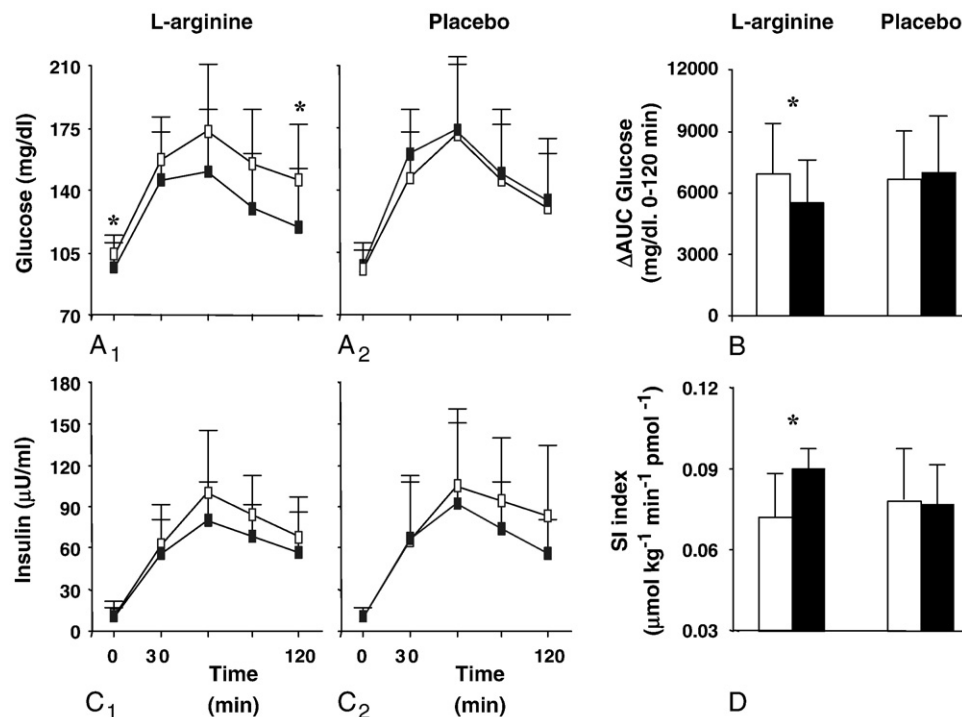 L-arginine Placebo L-arginine Placebo
210
175
140
105
70
Glucose (mg/dl)
*
*
A1
A2
12000
9000
6000
3000
0
ΔAUC Glucose
(mg/dl. 0-120 min)
*
B
180
150
120
90
60
30
0
Insulin (μU/ml)
0 30 120
Time
(min)
C1
0 30 120
Time
(min)
C2
0.12
0.09
0.06
0.03
SI index
(μmol kg⁻¹ min⁻¹ pmol ⁻¹)
*
D